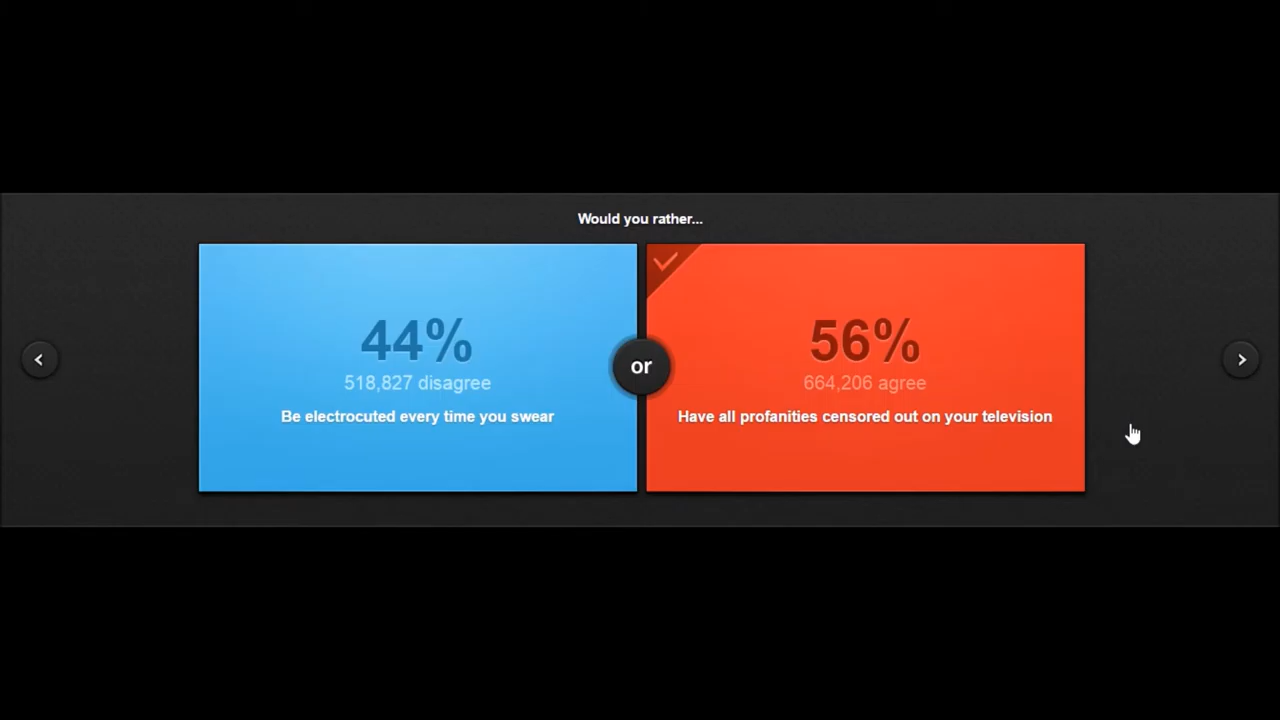 Would you rather...
44%
518,827 disagree
Be electrocuted every time you swear
or
56%
664,206 agree
Have all profanities censored out on your television